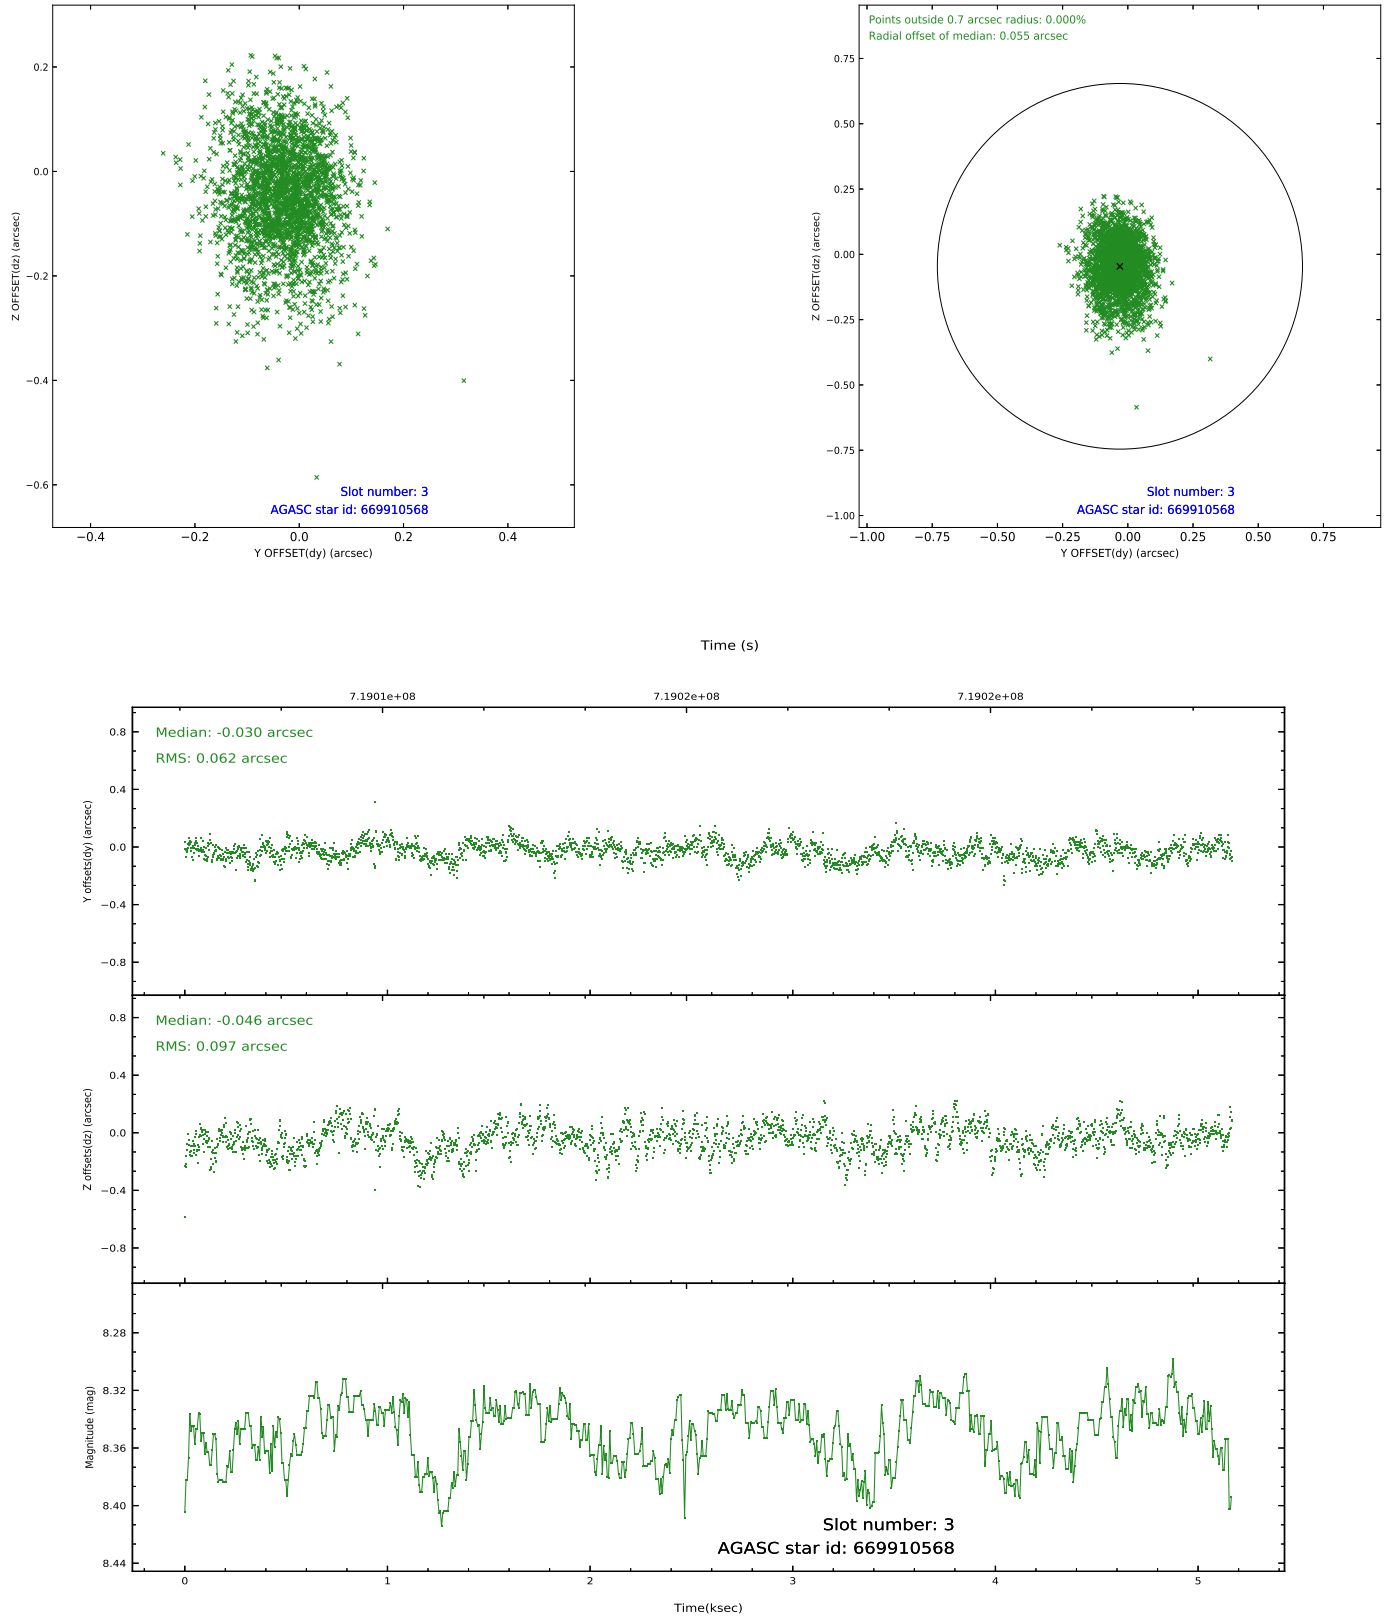 0.2
0.0
−0.2
−0.4
−0.6
Z OFFSET(dz) (arcsec)
Slot number: 3
AGASC star id: 669910568
−0.4
−0.2
0.0
0.2
0.4
Y OFFSET(dy) (arcsec)
Points outside 0.7 arcsec radius: 0.000%
Radial offset of median: 0.055 arcsec
0.75
0.50
0.25
0.00
−0.25
−0.50
−0.75
−1.00
Z OFFSET(dz) (arcsec)
Slot number: 3
AGASC star id: 669910568
−1.00
−0.75
−0.50
−0.25
0.00
0.25
0.50
0.75
Y OFFSET(dy) (arcsec)
Time (s)
7.1901e+08
7.1902e+08
7.1902e+08
Median: -0.030 arcsec
RMS: 0.062 arcsec
0.8
0.4
0.0
−0.4
−0.8
Y offsets(dy) (arcsec)
Median: -0.046 arcsec
RMS: 0.097 arcsec
0.8
0.4
0.0
−0.4
−0.8
Z offsets(dz) (arcsec)
8.28
8.32
8.36
8.40
8.44
Magnitude (mag)
Slot number: 3
AGASC star id: 669910568
0
1
2
3
4
5
Time(ksec)